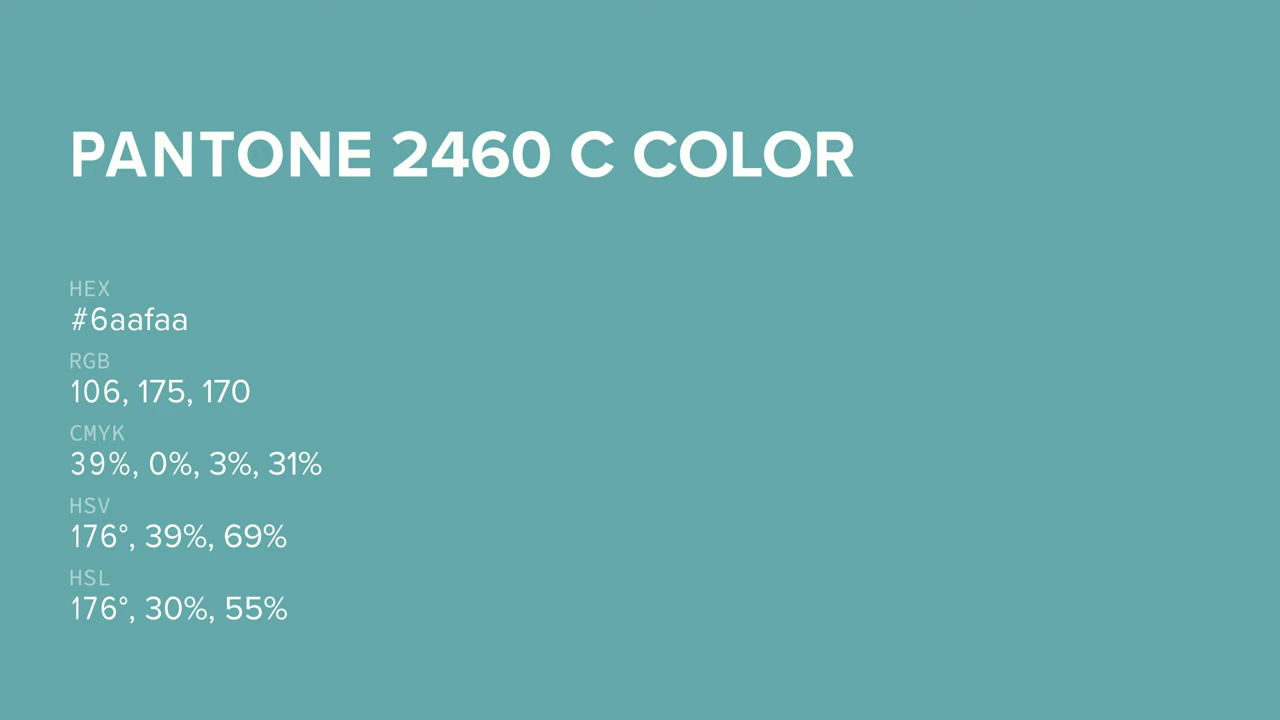 PANTONE 2460 C COLOR
HEX
#6aafaa
RGB
106, 175, 170
CMYK
39%, 0%, 3%, 31%
HSV
176°, 39%, 69%
HSL
176°, 30%, 55%